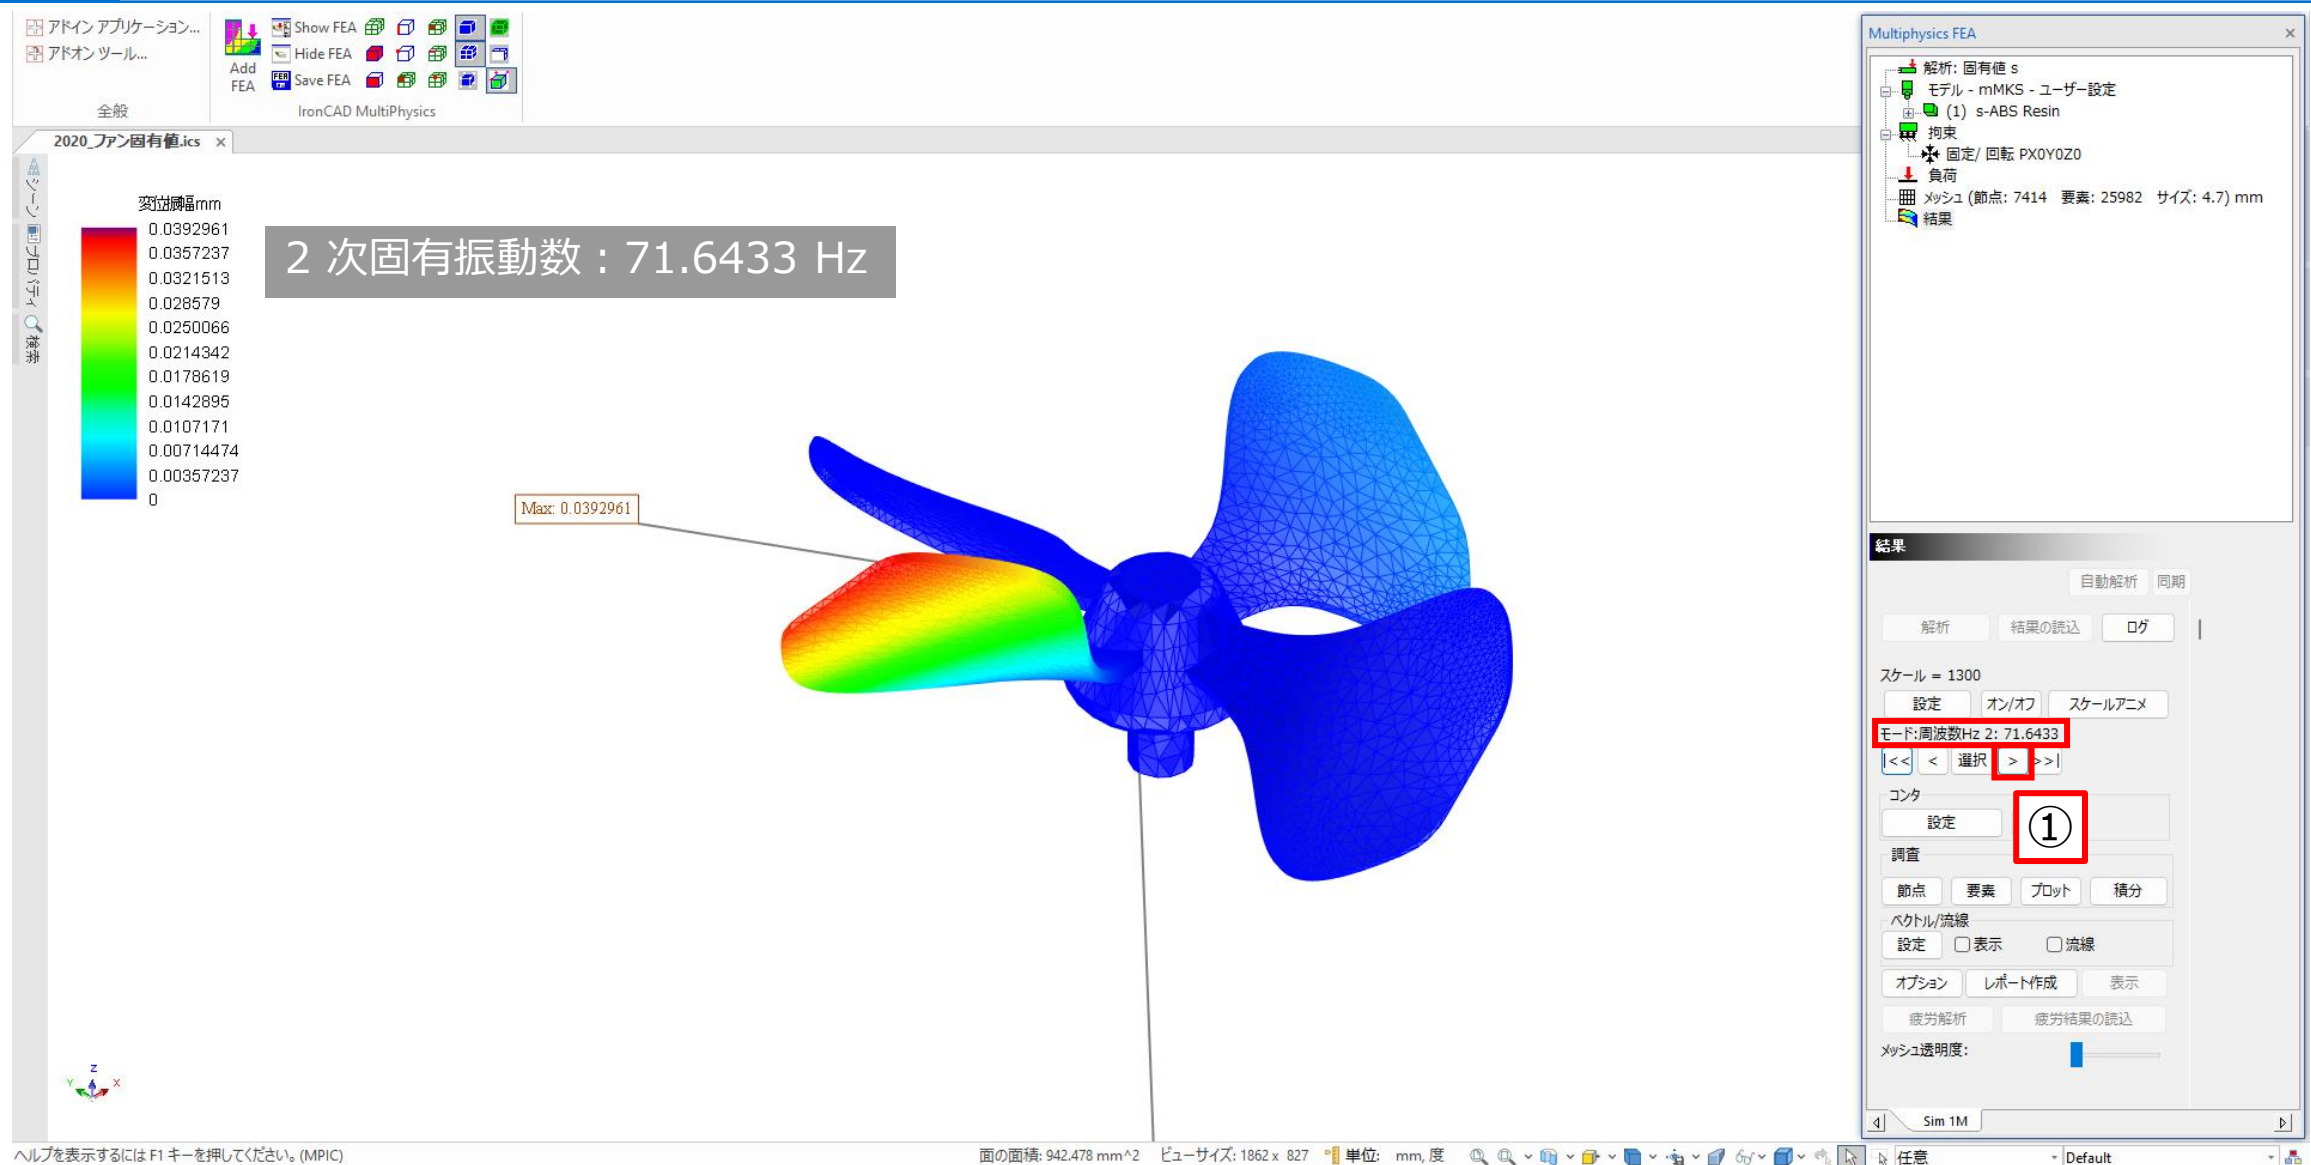 アドイン アプリケーション...
アドオン ツール...
全般
Add
FEA
Show FEA
Hide FEA
Save FEA
IronCAD MultiPhysics
2020_ファン固有値.ics ×
シーン
プロパティ
検索
変位振幅mm
0.0392961
0.0357237
0.0321513
0.028579
0.0250066
0.0214342
0.0178619
0.0142895
0.0107171
0.00714474
0.00357237
0
2 次固有振動数：71.6433 Hz
Max: 0.0392961
Z
Y
X
Multiphysics FEA ×
解析: 固有値 s
モデル - mMKS - ユーザー設定
(1) s-ABS Resin
拘束
固定/ 回転 PX0Y0Z0
負荷
メッシュ (節点: 7414 要素: 25982 サイズ: 4.7) mm
結果
結果
自動解析 同期
解析 結果の読込 ログ
スケール = 1300
設定 オン/オフ スケールアニメ
モード:周波数Hz 2: 71.6433
|<< < 選択 > >>|
コンタ
設定
①
調査
節点 要素 プロット 積分
ベクトル/流線
設定 表示 流線
オプション レポート作成 表示
疲労解析 疲労結果の読込
メッシュ透明度:
Sim 1M
ヘルプを表示するには F1 キーを押してください。(MPIC)
面の面積: 942.478 mm^2 ビューサイズ: 1862 x 827 単位: mm, 度 任意 Default